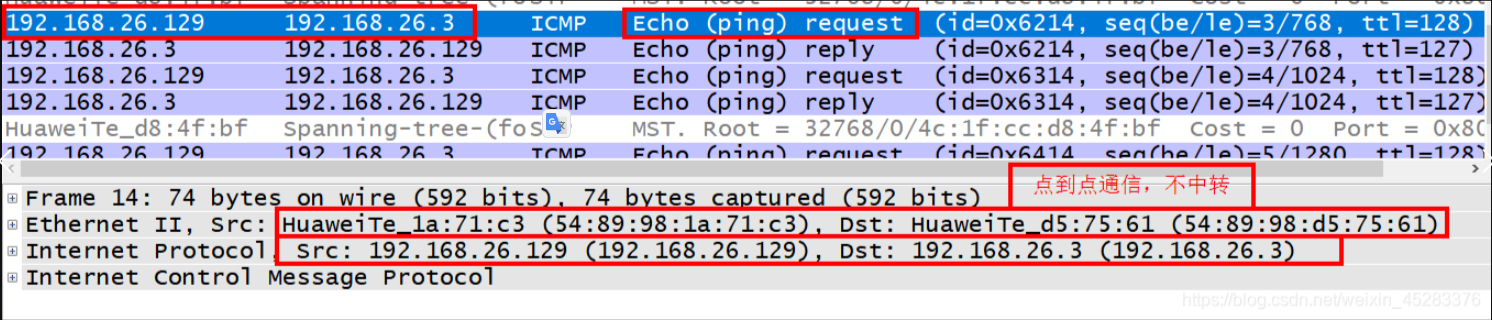 192.168.26.129 192.168.26.3 ICMP Echo (ping) request (id=0x6214, seq(be/le)=3/768, ttl=128)
192.168.26.3 192.168.26.129 ICMP Echo (ping) reply (id=0x6214, seq(be/le)=3/768, ttl=127)
192.168.26.129 192.168.26.3 ICMP Echo (ping) request (id=0x6314, seq(be/le)=4/1024, ttl=128)
192.168.26.3 192.168.26.129 ICMP Echo (ping) reply (id=0x6314, seq(be/le)=4/1024, ttl=127)
HuaweiTe_d8:4f:bf Spanning-tree-(foS MST. Root = 32768/0/4c:1f:cc:d8:4f:bf Cost = 0 Port = 0x80
192.168.26.129 192.168.26.3 ICMP Echo (ping) request (id=0x6414, seq(be/le)=5/1280, ttl=128)
点到点通信，不中转
Frame 14: 74 bytes on wire (592 bits), 74 bytes captured (592 bits)
Ethernet II, Src: HuaweiTe_1a:71:c3 (54:89:98:1a:71:c3), Dst: HuaweiTe_d5:75:61 (54:89:98:d5:75:61)
Internet Protocol, Src: 192.168.26.129 (192.168.26.129), Dst: 192.168.26.3 (192.168.26.3)
Internet Control Message Protocol
https://blog.csdn.net/weixin_45283376